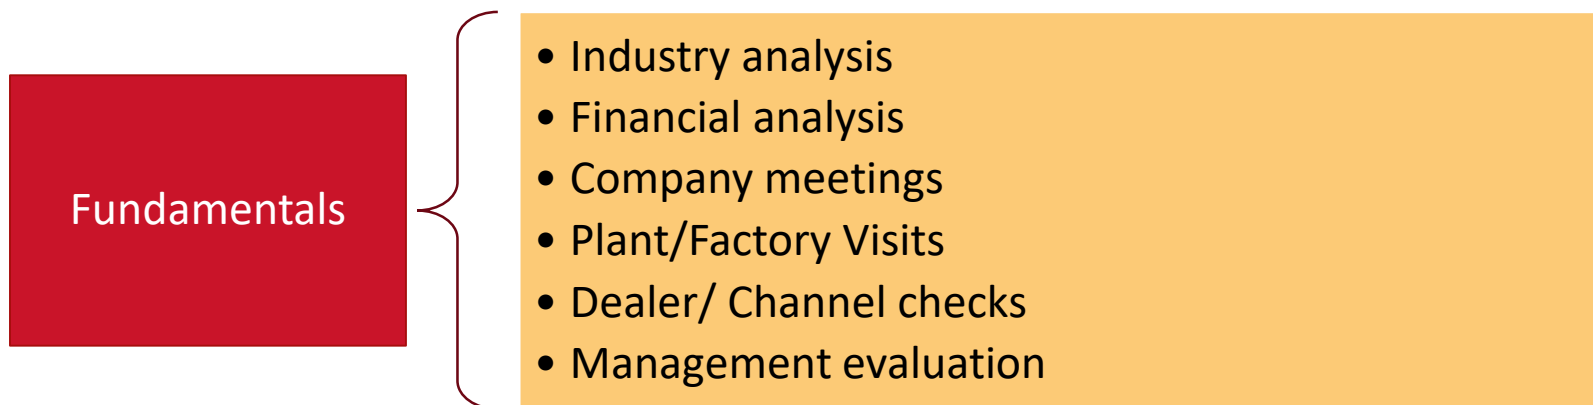 Fundamentals
• Industry analysis
• Financial analysis
• Company meetings
• Plant/Factory Visits
• Dealer/ Channel checks
• Management evaluation